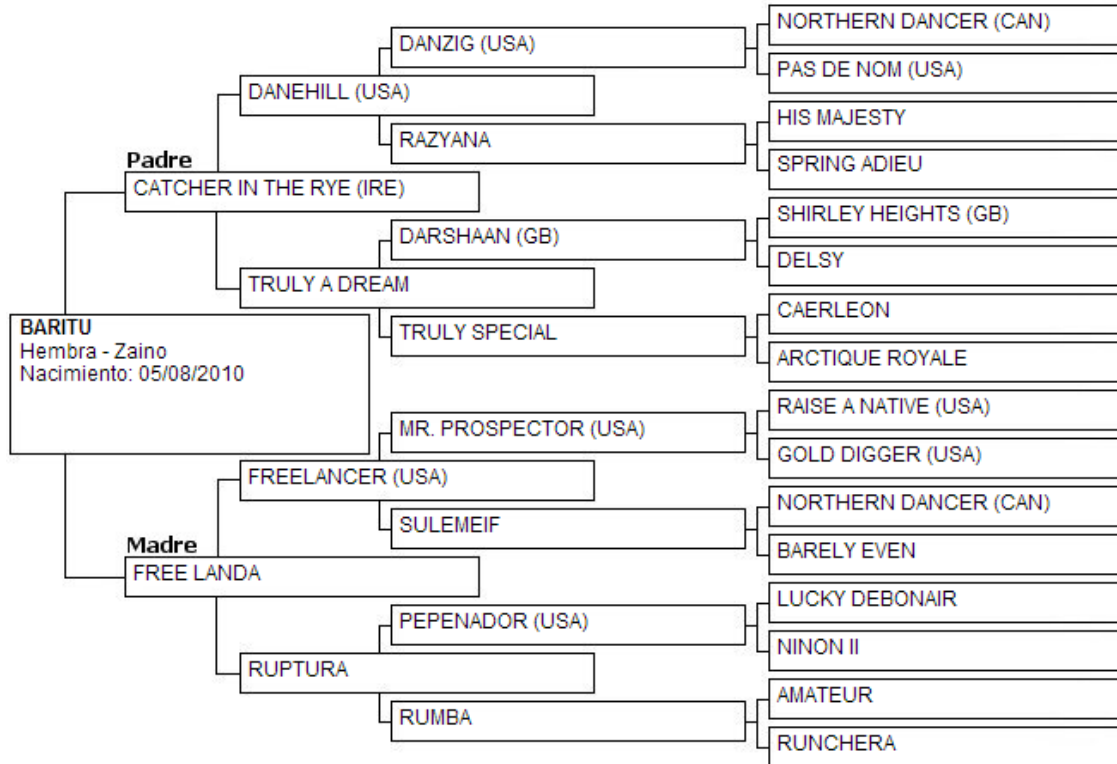 NORTHERN DANCER (CAN)
DANZIG (USA)
PAS DE NOM (USA)
DANEHILL (USA)
HIS MAJESTY
RAZYANA
SPRING ADIEU
Padre
CATCHER IN THE RYE (IRE)
SHIRLEY HEIGHTS (GB)
DARSHAAN (GB)
DELSY
TRULY A DREAM
CAERLEON
TRULY SPECIAL
ARCTIQUE ROYALE
BARITU
Hembra - Zaino
Nacimiento: 05/08/2010
RAISE A NATIVE (USA)
MR. PROSPECTOR (USA)
GOLD DIGGER (USA)
FREELANCER (USA)
NORTHERN DANCER (CAN)
SULEMEIF
BARELY EVEN
Madre
FREE LANDA
LUCKY DEBONAIR
PEPENADOR (USA)
NINON II
RUPTURA
AMATEUR
RUMBA
RUNCHERA